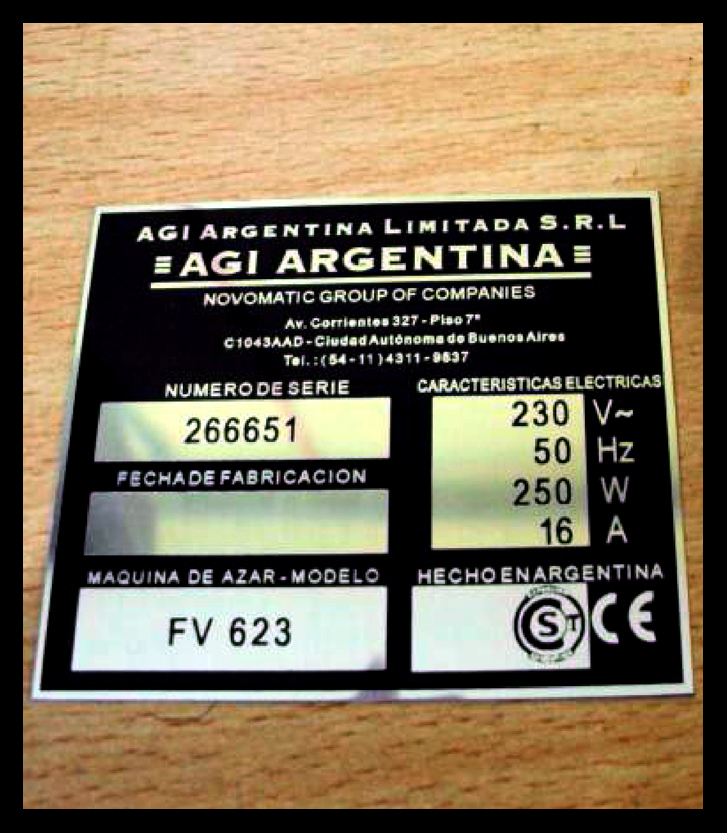 AGI ARGENTINA LIMITADA S.R.L
AGI ARGENTINA
NOVOMATIC GROUP OF COMPANIES
Av. Corrientes 327 - Piso 7°
C1043AAD - Ciudad Autónoma de Buenos Aires
Tel. : (54 - 11) 4311 - 9837
NUMERO DE SERIE
266651
FECHA DE FABRICACION
MAQUINA DE AZAR - MODELO
FV 623
CARACTERISTICAS ELECTRICAS
230 V~
50 Hz
250 W
16 A
HECHO EN ARGENTINA
S T CE